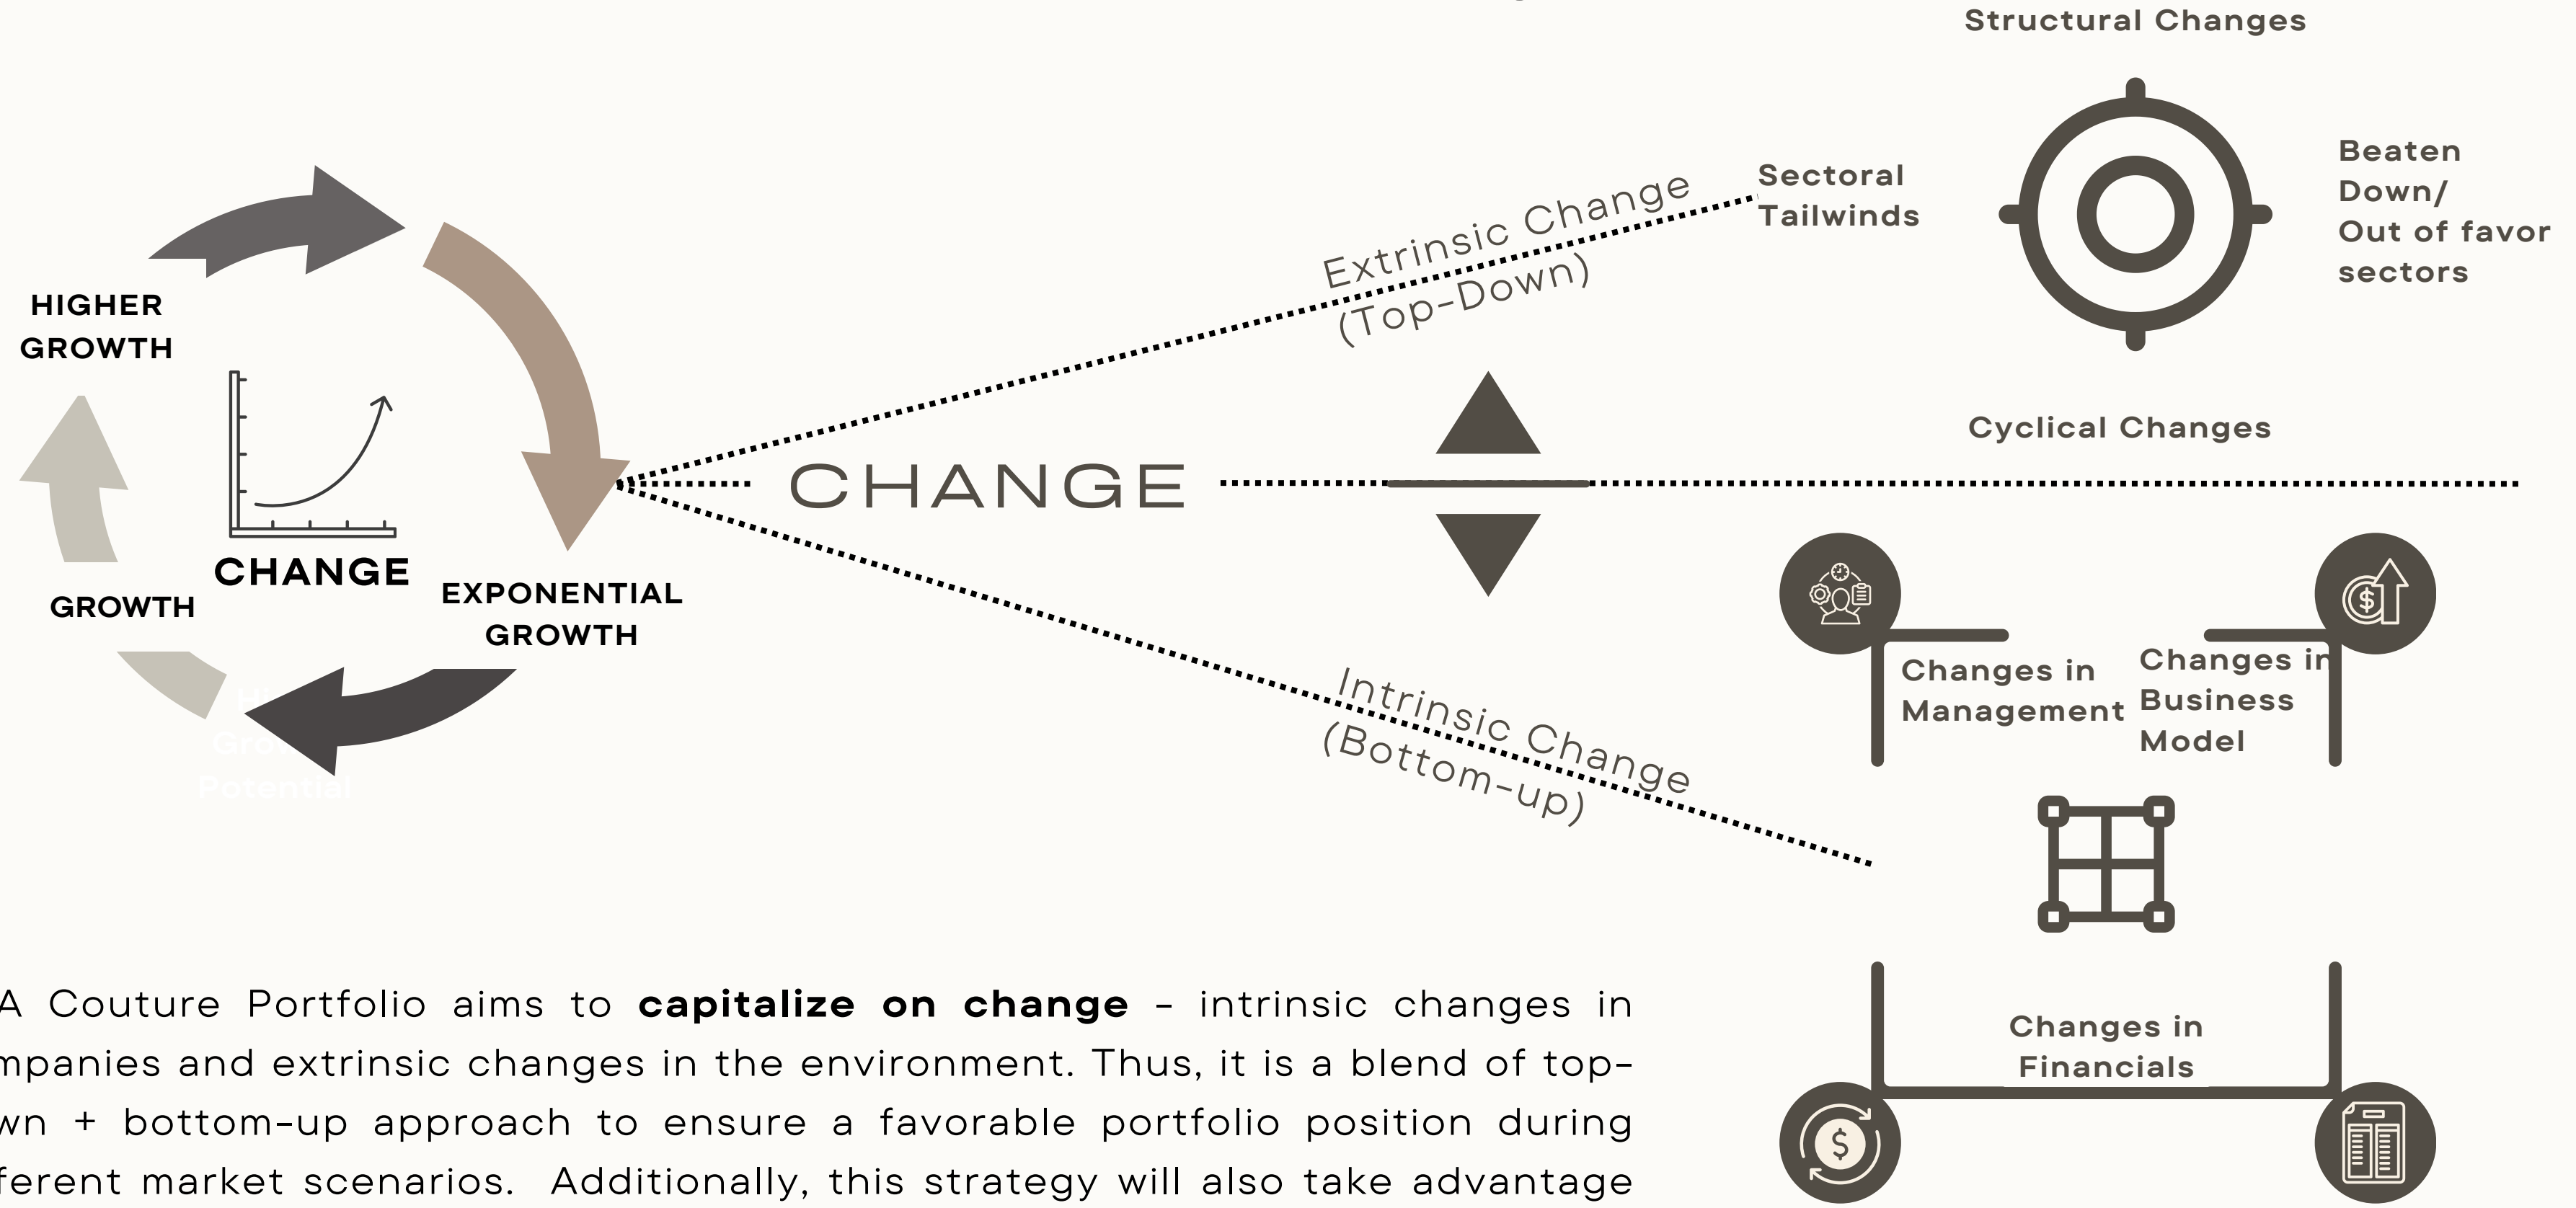 Structural Changes
Sectoral
Tailwinds
Beaten
Down/
Out of favor
sectors
Cyclical Changes
Extrinsic Change
(Top-Down)
HIGHER
GROWTH
CHANGE
GROWTH
EXPONENTIAL
GROWTH
Potential
CHANGE
Intrinsic Change
(Bottom-up)
Changes in
Management
Changes in
Business
Model
Changes in
Financials
A Couture Portfolio aims to capitalize on change - intrinsic changes in
mpanies and extrinsic changes in the environment. Thus, it is a blend of top-
wn + bottom-up approach to ensure a favorable portfolio position during
ferent market scenarios. Additionally, this strategy will also take advantage
$
$